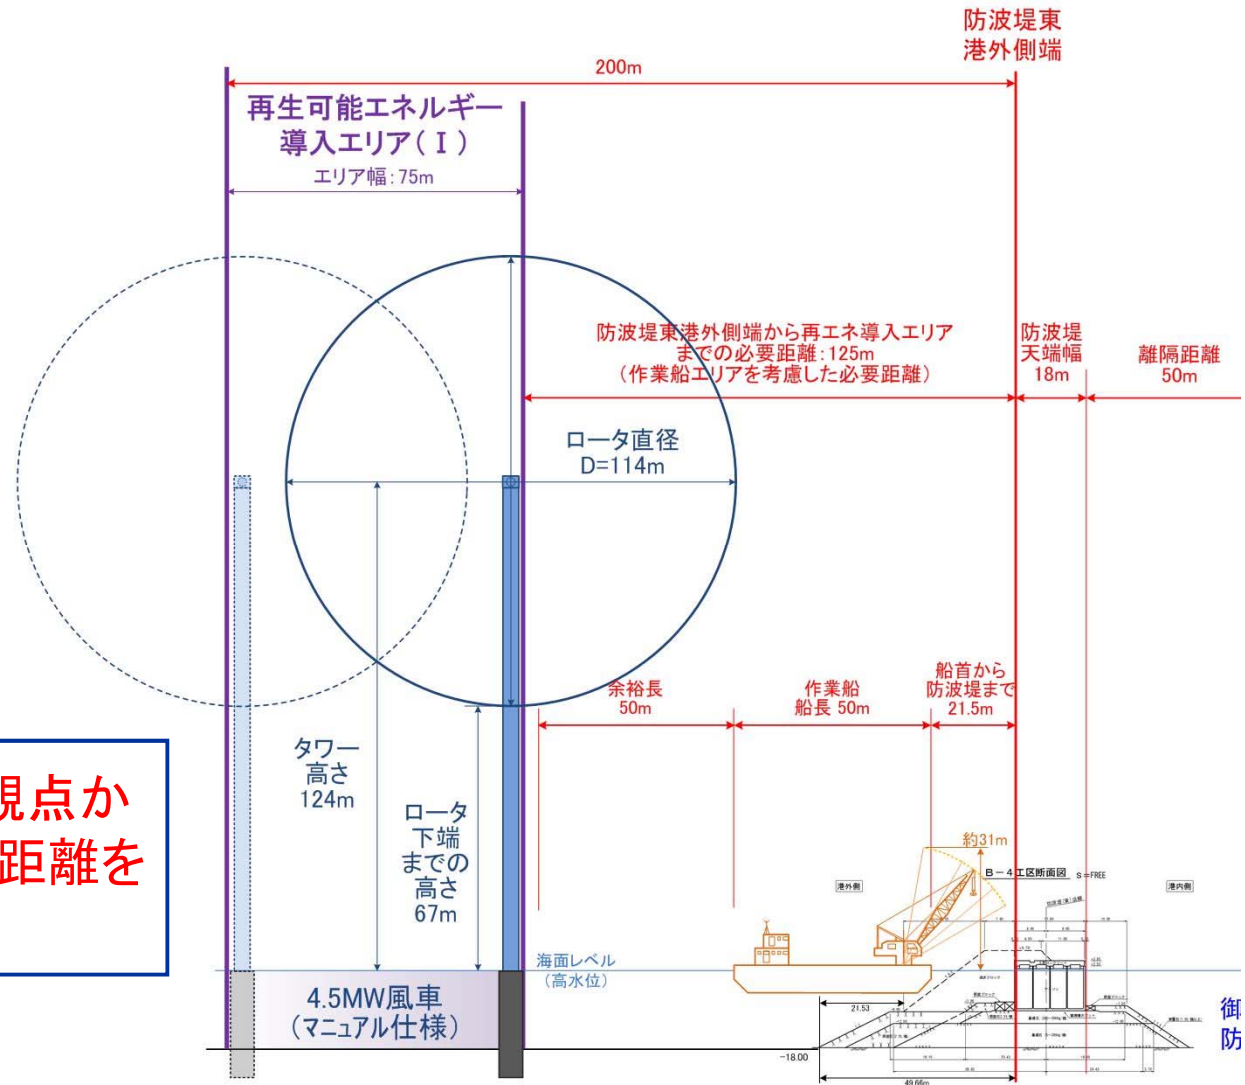 防波堤東
港外側端
200m
再生可能エネルギー
導入エリア(Ⅰ)
エリア幅:75m
防波堤東港外側端から再エネ導入エリア
までの必要距離:125m
(作業船エリアを考慮した必要距離)
防波堤
天端幅
18m
離隔距離
50m
ロータ直径
D=114m
余裕長
50m
作業船
船長 50m
船首から
防波堤まで
21.5m
タワー
高さ
124m
ロータ
下端
までの
高さ
67m
観点か
距離を
約31m
B-4工区断面図 S=FREE
港外側
港内側
海面レベル
(高水位)
4.5MW風車
(マニュアル仕様)
21.53
-18.00
49.66m
御
防